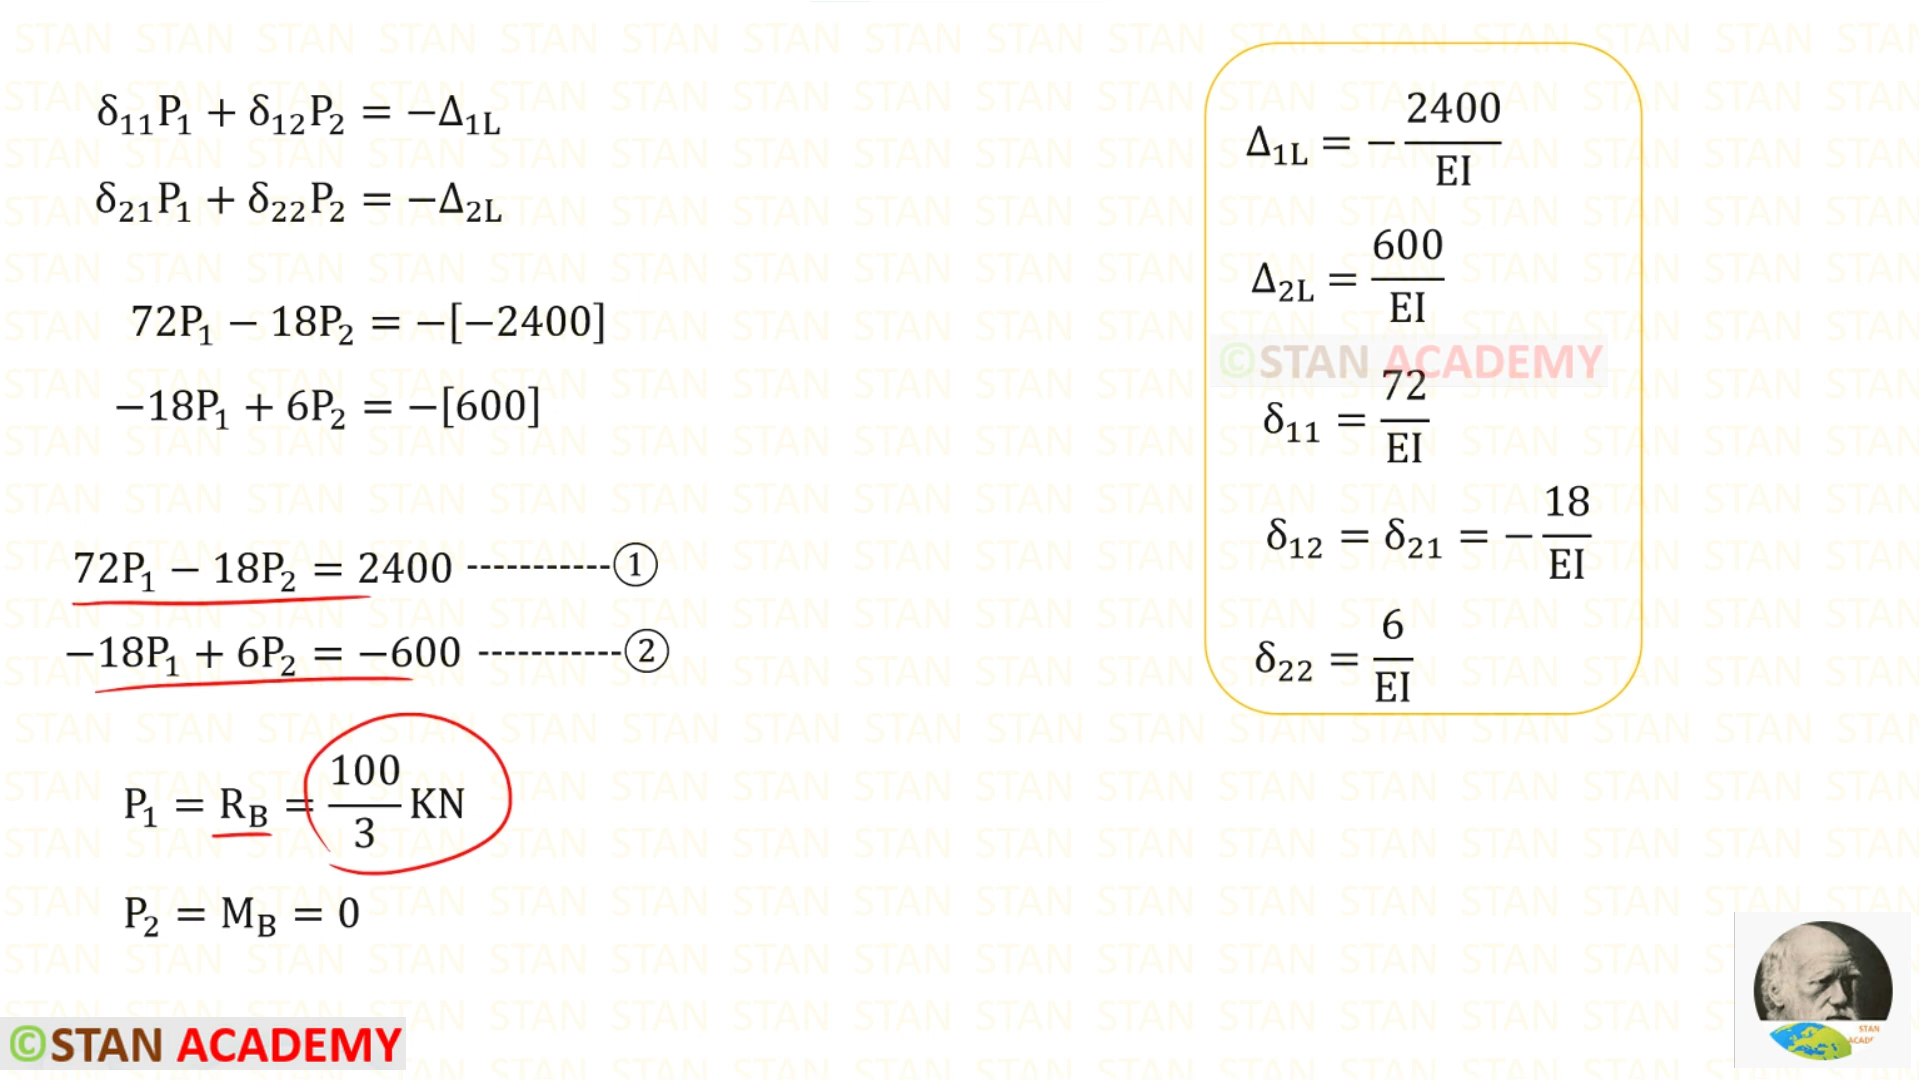 δ₁₁P₁ + δ₁₂P₂ = −Δ₁L
δ₂₁P₁ + δ₂₂P₂ = −Δ₂L
72P₁ − 18P₂ = −[−2400]
−18P₁ + 6P₂ = −[600]
72P₁ − 18P₂ = 2400 -----------①
−18P₁ + 6P₂ = −600 -----------②
P₁ = R_B = 100/3 KN
P₂ = M_B = 0
Δ₁L = −2400/EI
Δ₂L = 600/EI
©STAN ACADEMY
δ₁₁ = 72/EI
δ₁₂ = δ₂₁ = −18/EI
δ₂₂ = 6/EI
©STAN ACADEMY
STAN